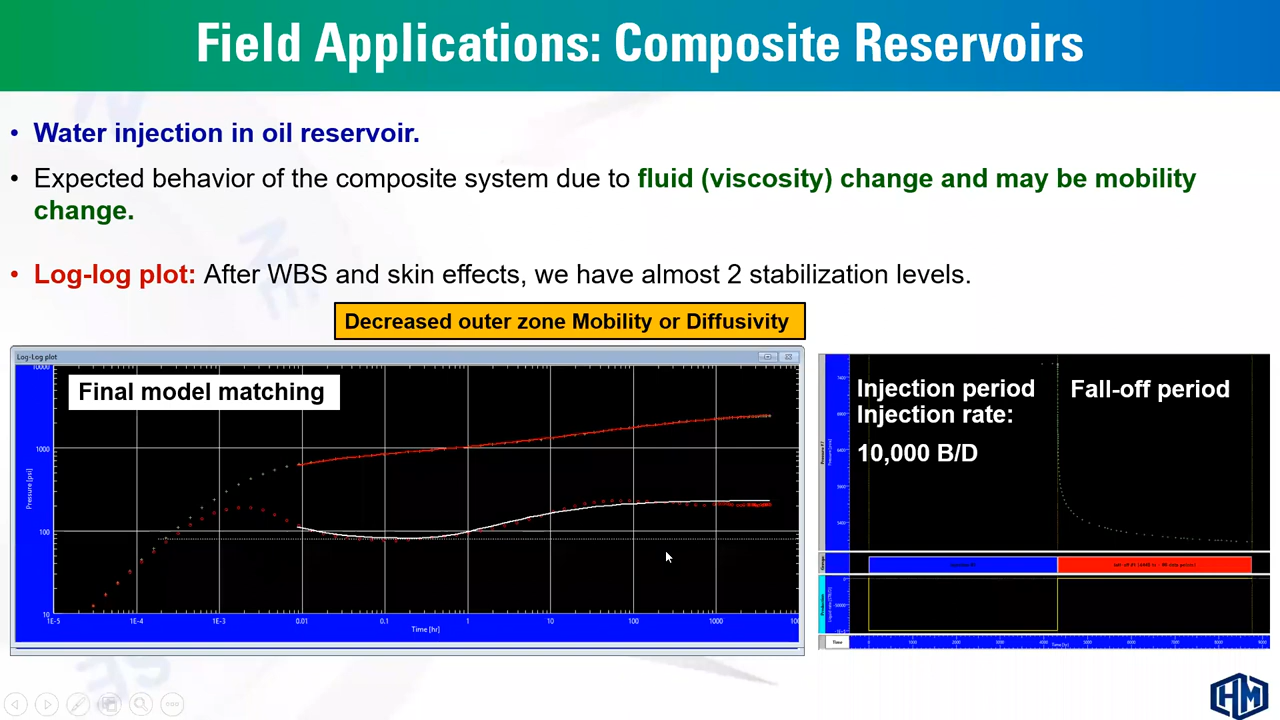 Field Applications: Composite Reservoirs
• Water injection in oil reservoir.
• Expected behavior of the composite system due to fluid (viscosity) change and may be mobility
change.
• Log-log plot: After WBS and skin effects, we have almost 2 stabilization levels.
Decreased outer zone Mobility or Diffusivity
Log-Log plot
Final model matching
10000
1000
100
10
Pressure [psi]
1E-5 1E-4 1E-3 0.01 0.1 1 10 100 1000
Time [hr]
Injection period
Injection rate:
10,000 B/D
Fall-off period
Time
Time [hr]
HM